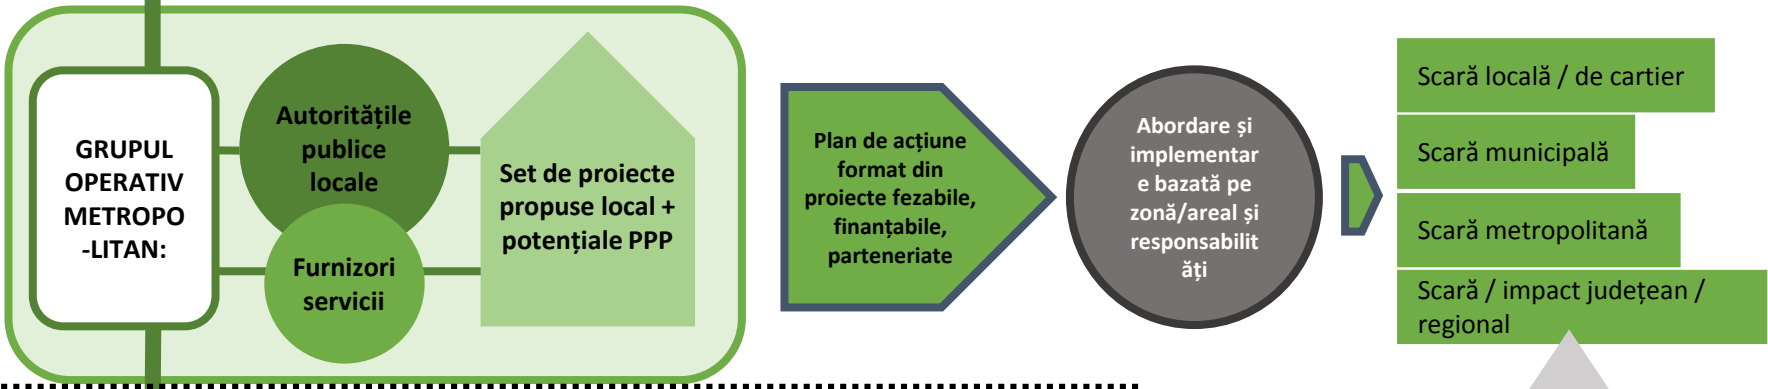 GRUPUL
OPERATIV
METROPO
-LITAN:
Autoritățile
publice
locale
Furnizori
servicii
Set de proiecte
propuse local +
potențiale PPP
Plan de acțiune
format din
proiecte fezabile,
finanțabile,
parteneriate
Abordare și
implementar
e bazată pe
zonă/areal și
responsabilit
ăți
Scară locală / de cartier
Scară municipală
Scară metropolitană
Scară / impact județean /
regional